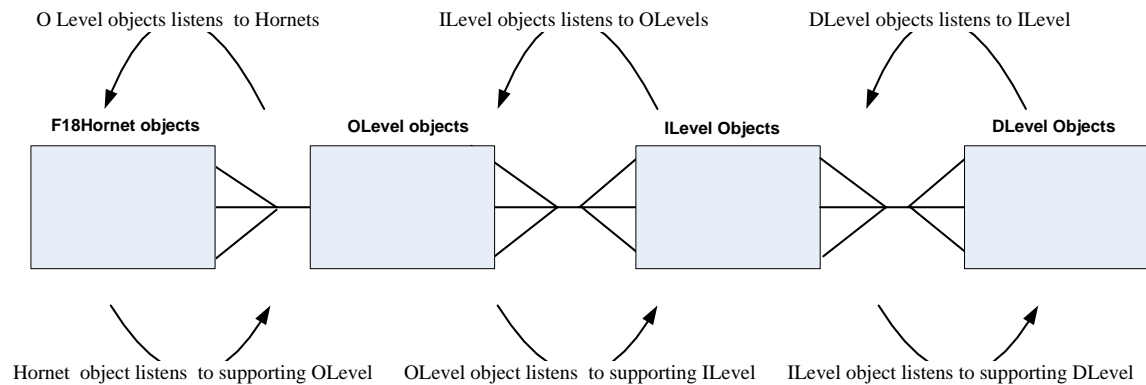 O Level objects listens to Hornets
ILevel objects listens to OLevels
DLevel objects listens to ILevel
F18Hornet objects
OLevel objects
ILevel Objects
DLevel Objects
Hornet object listens to supporting OLevel
OLevel object listens to supporting ILevel
ILevel object listens to supporting DLevel